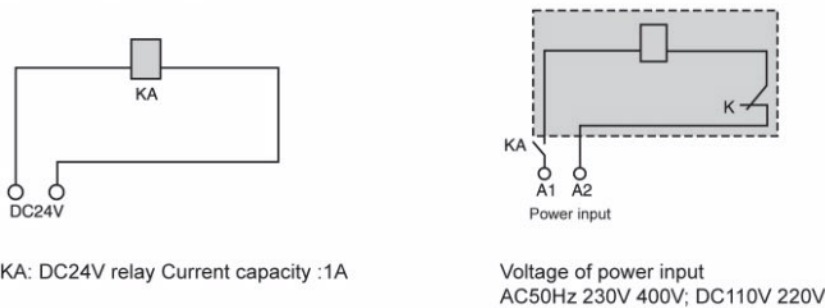 KA
DC24V
KA: DC24V relay Current capacity :1A
K
KA
A1 A2
Power input
Voltage of power input
AC50Hz 230V 400V; DC110V 220V